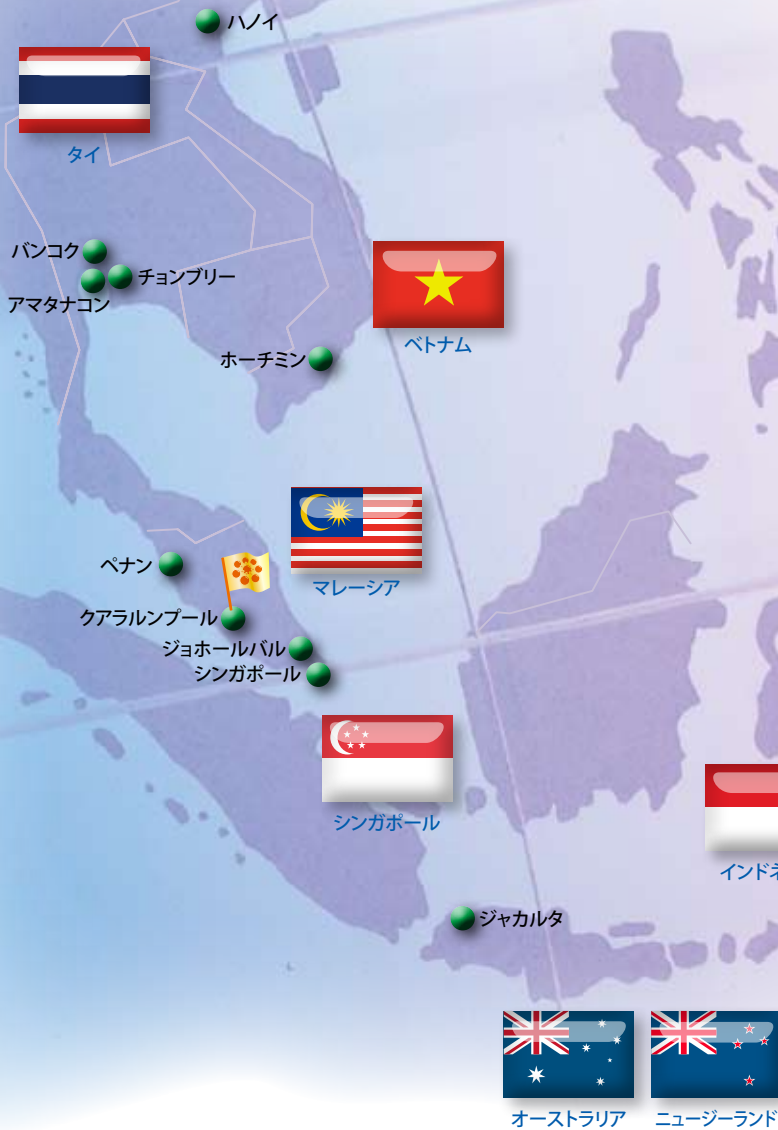 ハノイ
タイ
バンコク
チョンブリー
アマタナコン
ベトナム
ホーチミン
ペナン
マレーシア
クアラルンプール
ジョホールバル
シンガポール
シンガポール
インドネ
ジャカルタ
オーストラリア
ニュージーランド